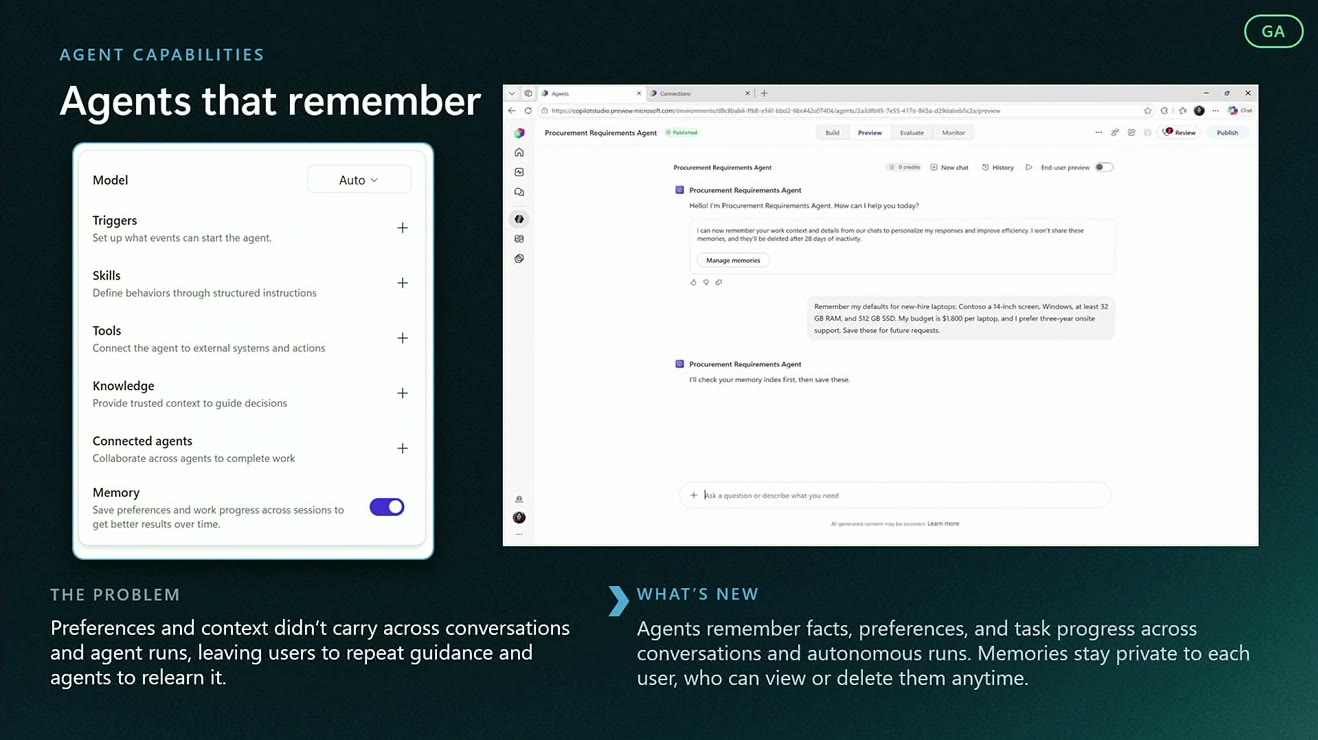 GA
AGENT CAPABILITIES
Agents that remember
Model
Auto
Triggers
Set up what events can start the agent.
Skills
Define behaviors through structured instructions
Tools
Connect the agent to external systems and actions
Knowledge
Provide trusted context to guide decisions
Connected agents
Collaborate across agents to complete work
Memory
Save preferences and work progress across sessions to
get better results over time.
Agents
Connections
Chat
Procurement Requirements Agent
Published
Build
Preview
Evaluate
Monitor
Review
Publish
Procurement Requirements Agent
0 credits
New chat
History
End-user preview
Procurement Requirements Agent
Hello! I'm Procurement Requirements Agent. How can I help you today?
I can now remember your work context and details from our chats to personalize my responses and improve efficiency. I won't share these
memories, and they'll be deleted after 28 days of inactivity.
Manage memories
Remember my defaults for new-hire laptops: Contoso a 14-inch screen, Windows, at least 32
GB RAM, and 512 GB SSD. My budget is $1,800 per laptop, and I prefer three-year onsite
support. Save these for future requests.
Procurement Requirements Agent
I'll check your memory index first, then save these.
Ask a question or describe what you need
AI-generated content may be incorrect. Learn more
THE PROBLEM
Preferences and context didn't carry across conversations
and agent runs, leaving users to repeat guidance and
agents to relearn it.
WHAT'S NEW
Agents remember facts, preferences, and task progress across
conversations and autonomous runs. Memories stay private to each
user, who can view or delete them anytime.